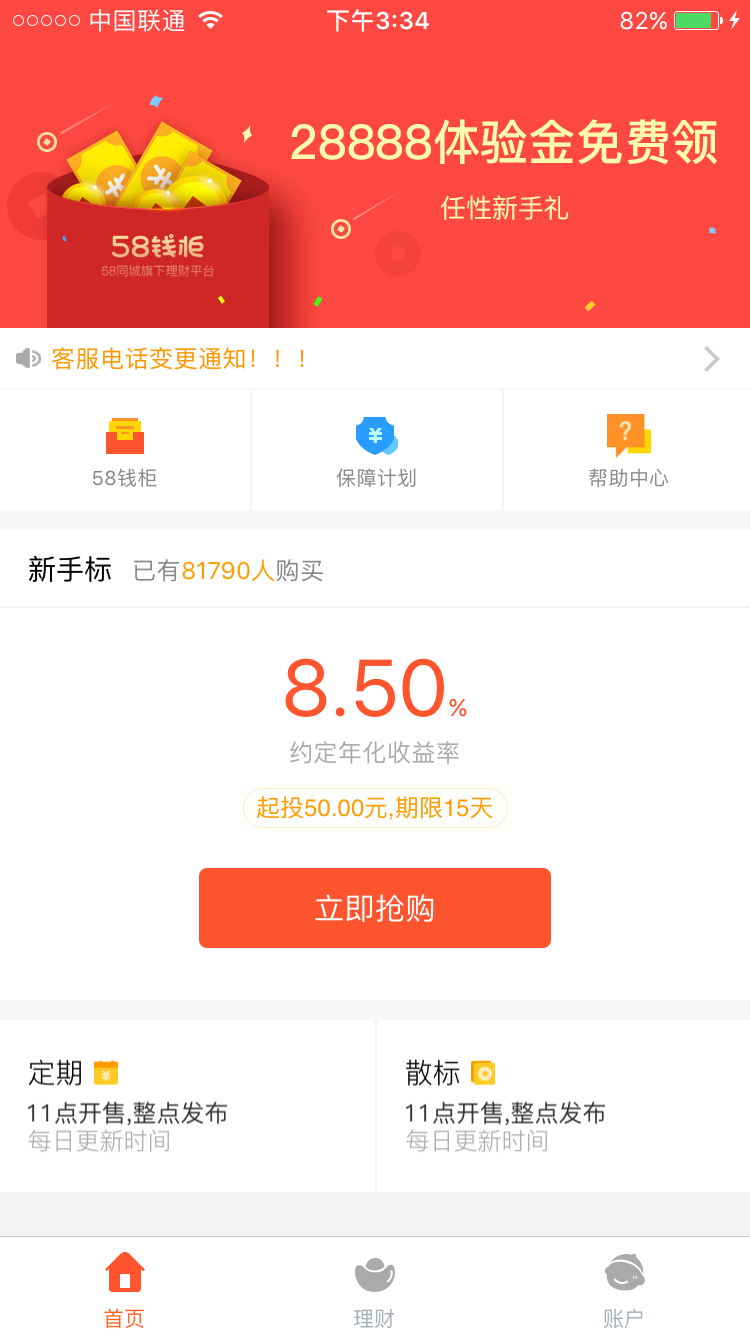 中国联通 下午3:34 82%
28888体验金免费领
任性新手礼
58钱柜
58同城旗下理财平台
客服电话变更通知！！！
58钱柜 保障计划 帮助中心
新手标 已有81790人购买
8.50%
约定年化收益率
起投50.00元,期限15天
立即抢购
定期
11点开售,整点发布
每日更新时间
散标
11点开售,整点发布
每日更新时间
首页 理财 账户